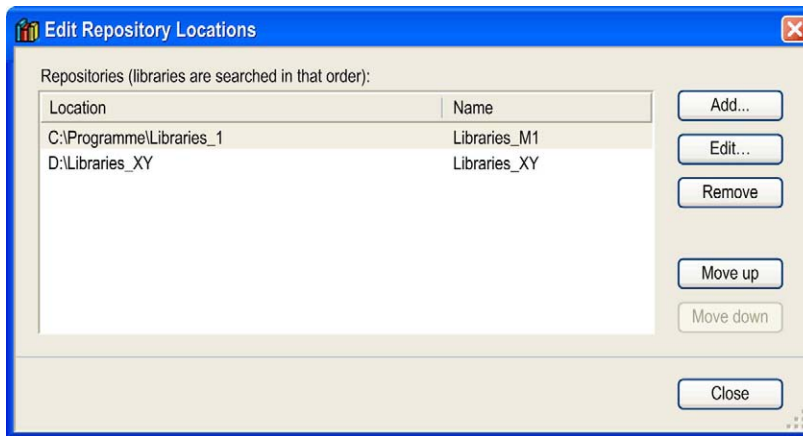 Edit Repository Locations
Repositories (libraries are searched in that order):
Location Name
C:\Programme\Libraries_1 Libraries_M1
D:\Libraries_XY Libraries_XY
Add...
Edit...
Remove
Move up
Move down
Close